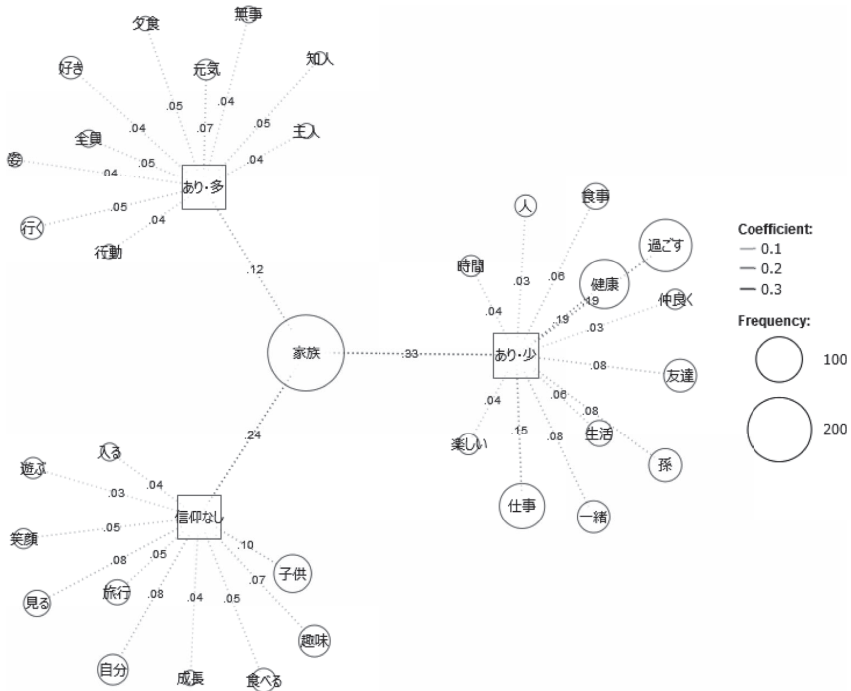 無事
夕食
知人
元気
好き
.05
.04
.07
.05
主人
.04
全員
.05
.04
姿
.04
あり・多
.05
行く
.04
行動
.12
人
食事
過ごす
時間
健康
.03
.06
.19
仲良く
.04
.19
.03
家族
.33
あり・少
.08
友達
.04
.06
.08
楽しい
.15
.08
生活
孫
仕事
一緒
Coefficient:
0.1
0.2
0.3
Frequency:
100
200
.24
入る
遊ぶ
.04
.03
信仰なし
笑顔
.05
.10
.08
.05
子供
.07
見る
旅行
.08
.04
.05
趣味
自分
成長
食べる